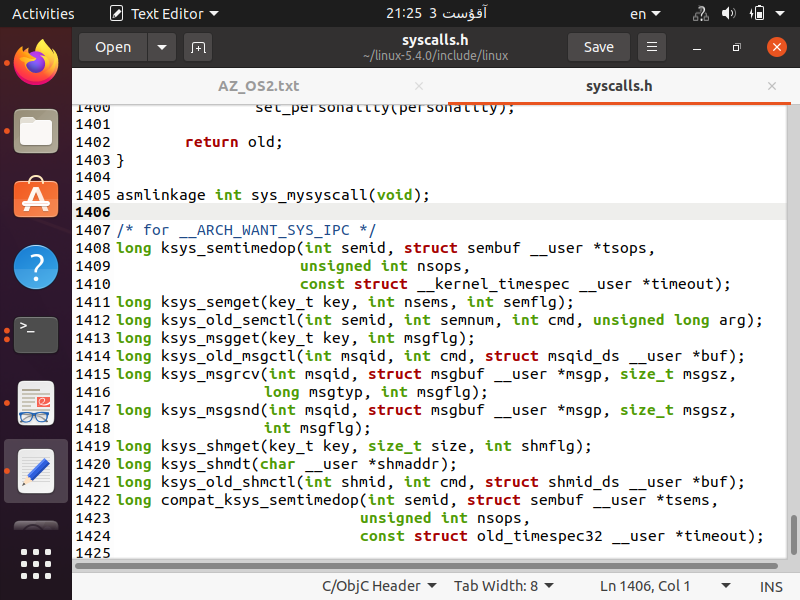 Activities Text Editor 21:25 3 آقۇست en
Open syscalls.h Save
~/linux-5.4.0/include/linux
AZ_OS2.txt syscalls.h
1400 set_personality(personality);
1401
1402 return old;
1403 }
1404
1405 asmlinkage int sys_mysyscall(void);
1406
1407 /* for __ARCH_WANT_SYS_IPC */
1408 long ksys_semtimedop(int semid, struct sembuf __user *tsops,
1409 unsigned int nsops,
1410 const struct __kernel_timespec __user *timeout);
1411 long ksys_semget(key_t key, int nsems, int semflg);
1412 long ksys_old_semctl(int semid, int semnum, int cmd, unsigned long arg);
1413 long ksys_msgget(key_t key, int msgflg);
1414 long ksys_old_msgctl(int msqid, int cmd, struct msqid_ds __user *buf);
1415 long ksys_msgrcv(int msqid, struct msgbuf __user *msgp, size_t msgsz,
1416 long msgtyp, int msgflg);
1417 long ksys_msgsnd(int msqid, struct msgbuf __user *msgp, size_t msgsz,
1418 int msgflg);
1419 long ksys_shmget(key_t key, size_t size, int shmflg);
1420 long ksys_shmdt(char __user *shmaddr);
1421 long ksys_old_shmctl(int shmid, int cmd, struct shmid_ds __user *buf);
1422 long compat_ksys_semtimedop(int semid, struct sembuf __user *tsems,
1423 unsigned int nsops,
1424 const struct old_timespec32 __user *timeout);
1425
C/ObjC Header Tab Width: 8 Ln 1406, Col 1 INS